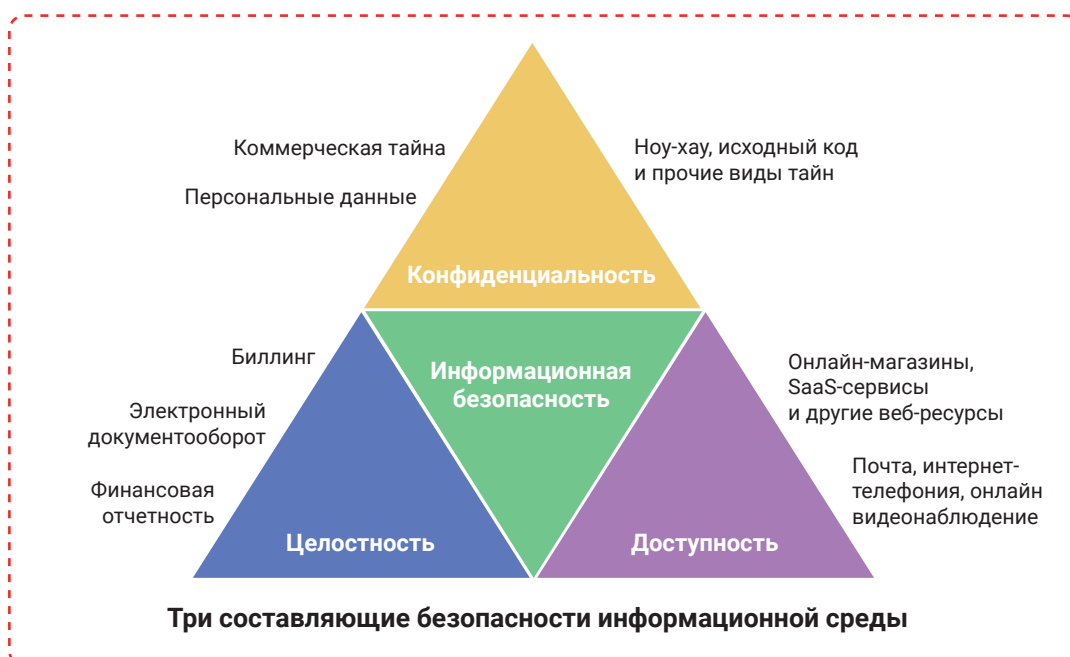 Коммерческая тайна
Персональные данные
Ноу-хау, исходный код
и прочие виды тайн
Конфиденциальность
Биллинг
Электронный
документооборот
Финансовая
отчетность
Информационная
безопасность
Онлайн-магазины,
SaaS-сервисы
и другие веб-ресурсы
Почта, интернет-
телефония, онлайн
видеонаблюдение
Целостность
Доступность
Три составляющие безопасности информационной среды